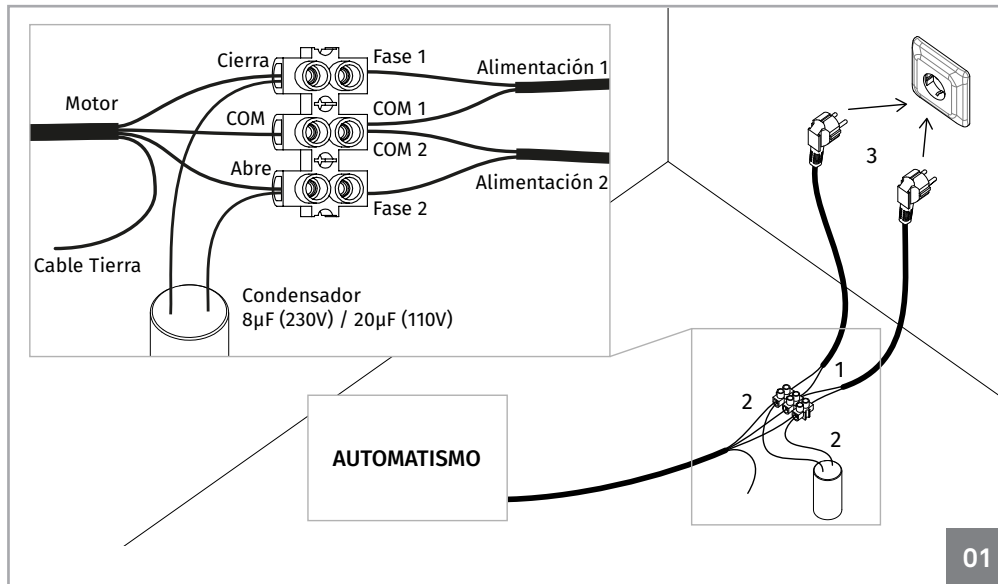 Cierra
Fase 1
Alimentación 1
Motor
COM
COM 1
COM 2
Abre
Alimentación 2
Fase 2
Cable Tierra
Condensador
8µF (230V) / 20µF (110V)
3
1
2
2
AUTOMATISMO
01